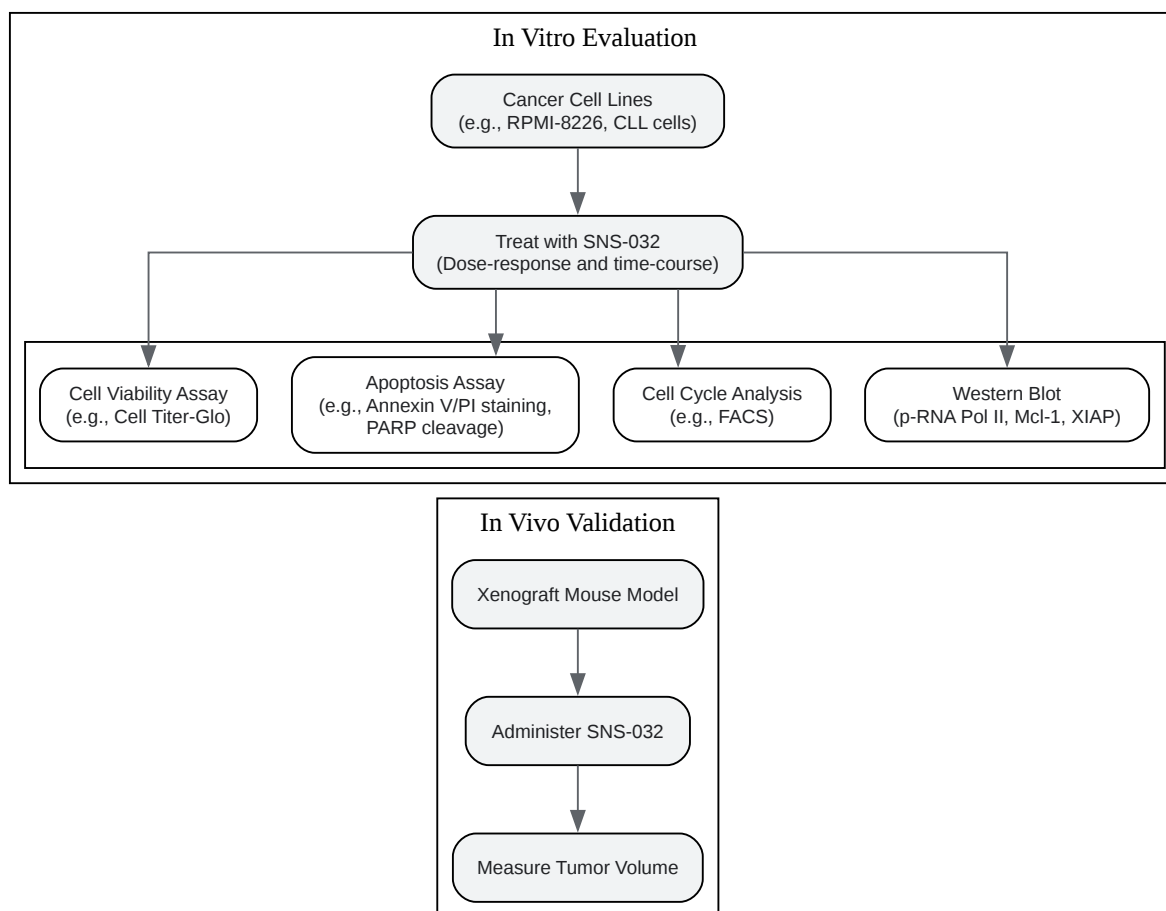 In Vitro Evaluation
Cancer Cell Lines
(e.g., RPMI-8226, CLL cells)
Treat with SNS-032
(Dose-response and time-course)
Cell Viability Assay
(e.g., Cell Titer-Glo)
Apoptosis Assay
(e.g., Annexin V/PI staining,
PARP cleavage)
Cell Cycle Analysis
(e.g., FACS)
Western Blot
(p-RNA Pol II, Mcl-1, XIAP)
In Vivo Validation
Xenograft Mouse Model
Administer SNS-032
Measure Tumor Volume